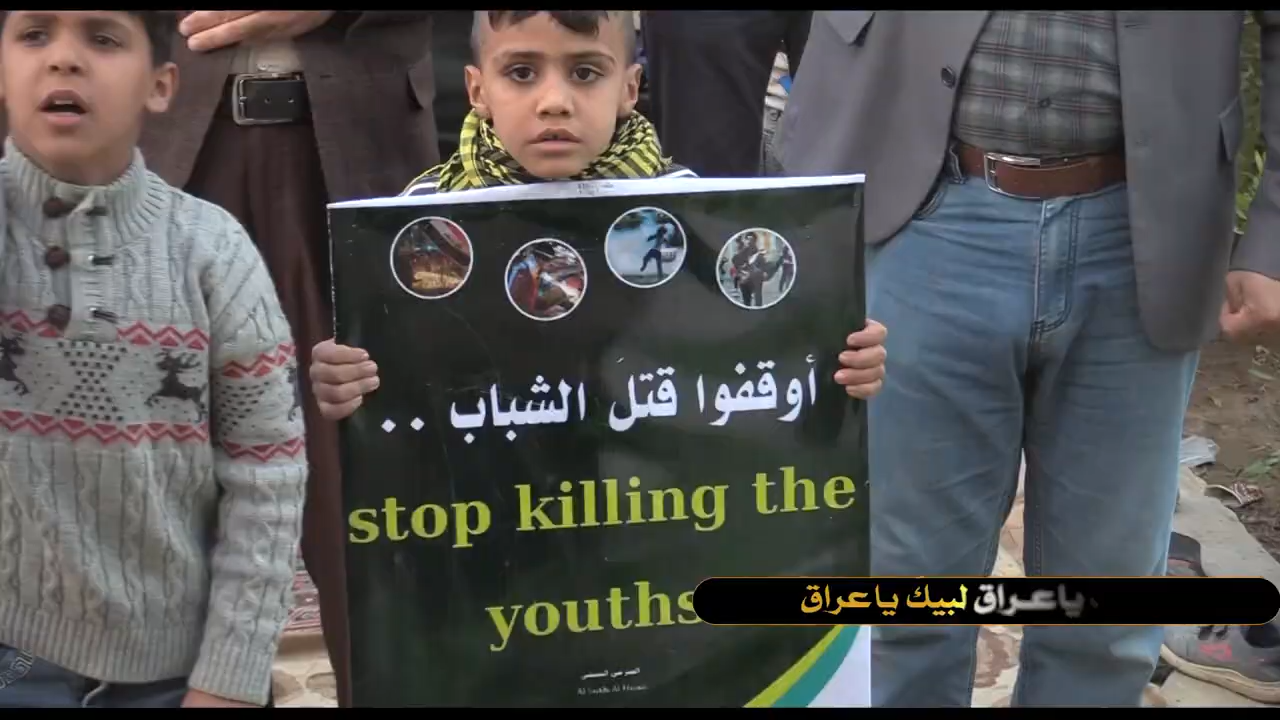 أوقفوا قتلَ الشباب ..
stop killing the
youths
لبيكَ ياعراق
ياعراق